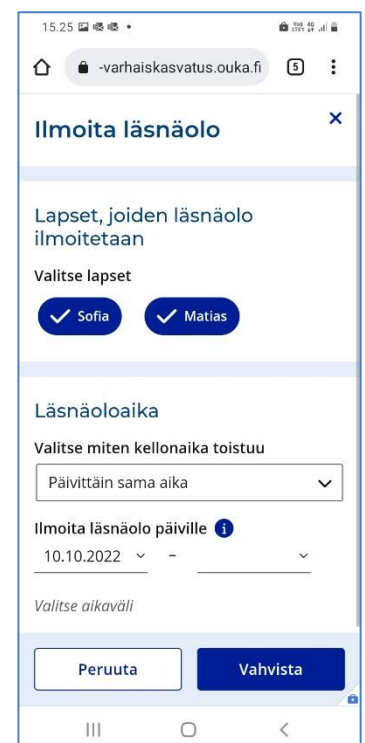 15.25
-varhaiskasvatus.ouka.fi 5
Ilmoita läsnäolo
Lapset, joiden läsnäolo
ilmoitetaan
Valitse lapset
Sofia Matias
Läsnäoloaika
Valitse miten kellonaika toistuu
Päivittäin sama aika
Ilmoita läsnäolo päiville i
10.10.2022 –
Valitse aikaväli
Peruuta Vahvista